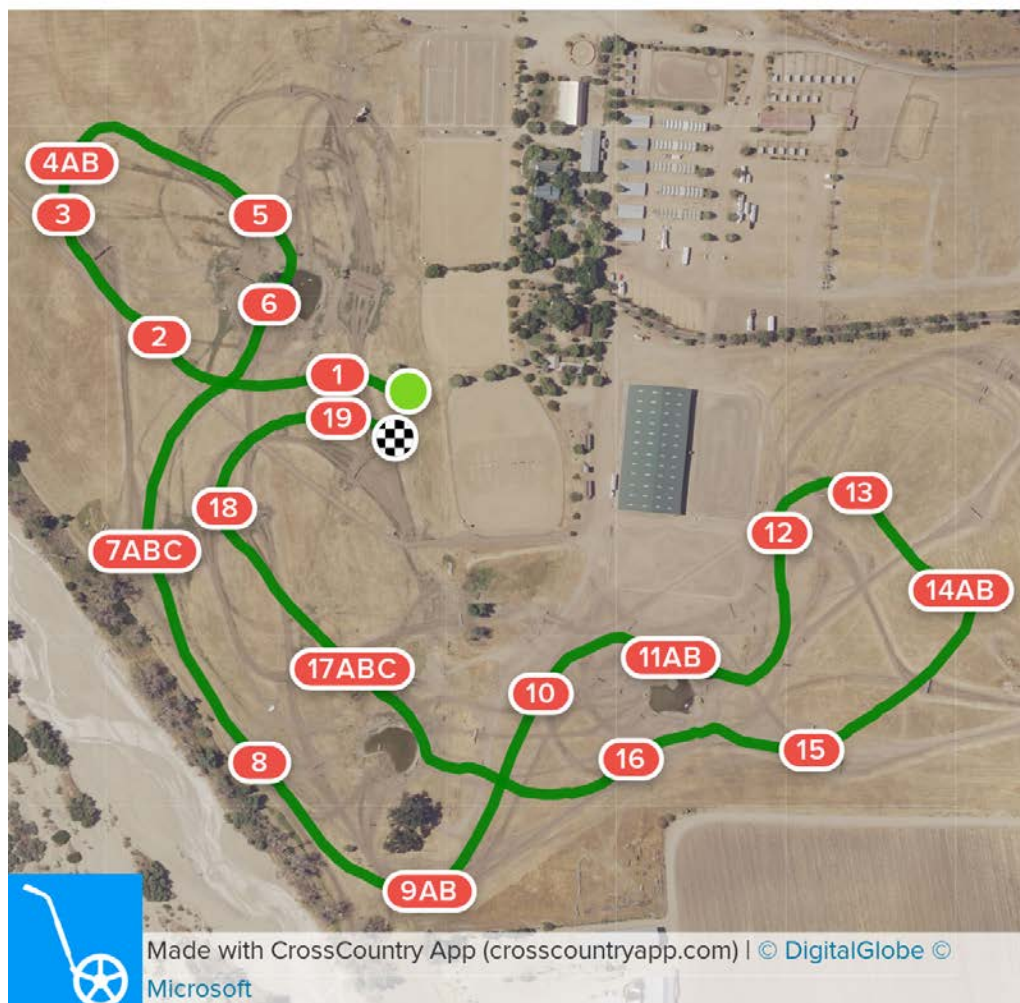 4AB
3
5
6
2
1
19
18
7ABC
13
12
14AB
17ABC
11AB
10
8
16
15
9AB
Made with CrossCountry App (crosscountryapp.com) | © DigitalGlobe ©
Microsoft